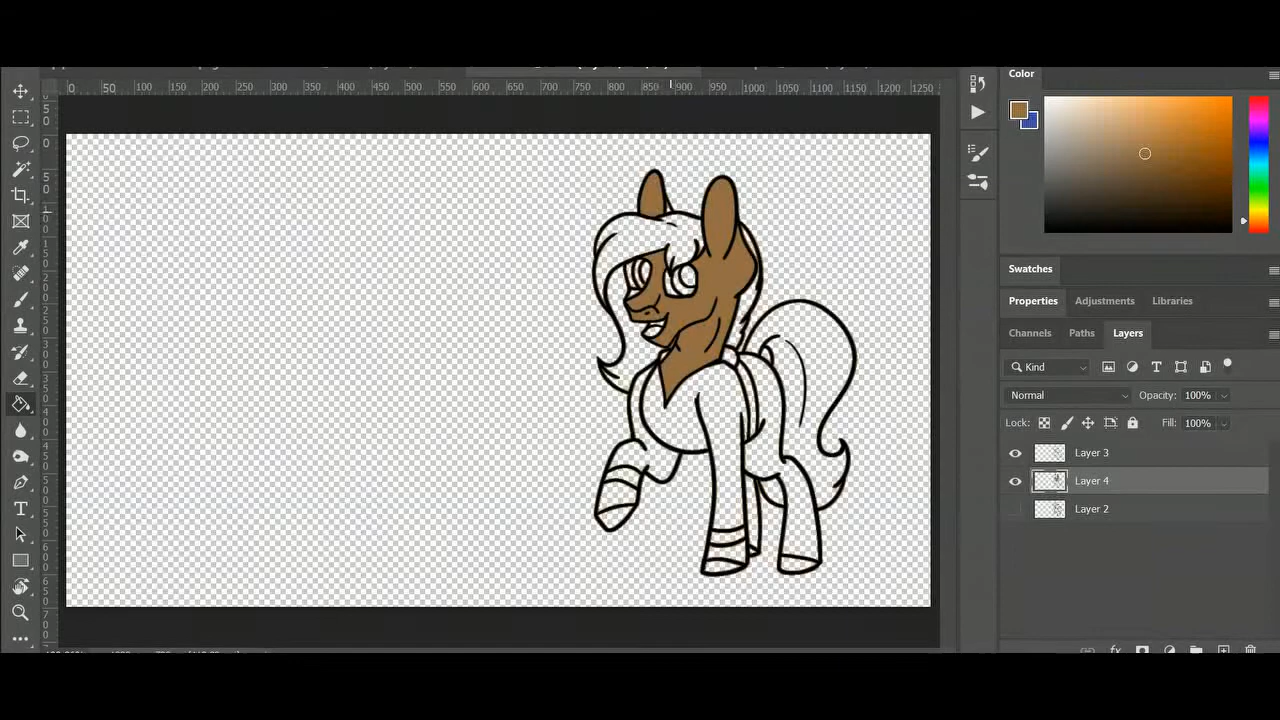 Color
0 50 100 150 200 250 300 350 400 450 500 550 600 650 700 750 800 850 900 950 1000 1050 1100 1150 1200 1250
Swatches
Properties Adjustments Libraries
Channels Paths Layers
Kind
Normal Opacity: 100%
Lock: Fill: 100%
Layer 3
Layer 4
Layer 2